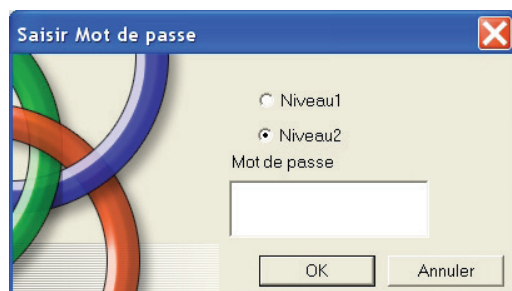 Saisir Mot de passe
Niveau1
Niveau2
Mot de passe
OK
Annuler